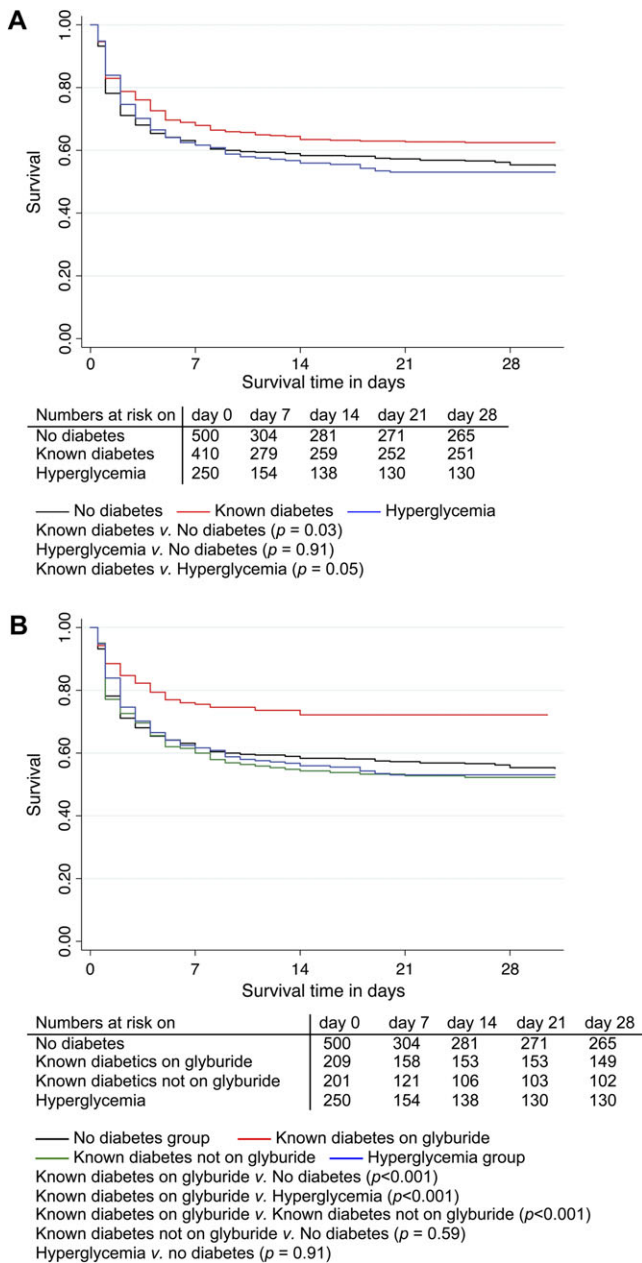 A
1.00
0.80
0.60
0.40
0.20
0.00
Survival
0 7 14 21 28
Survival time in days
Numbers at risk on day 0 day 7 day 14 day 21 day 28
No diabetes 500 304 281 271 265
Known diabetes 410 279 259 252 251
Hyperglycemia 250 154 138 130 130
No diabetes Known diabetes Hyperglycemia
Known diabetes v. No diabetes (p = 0.03)
Hyperglycemia v. No diabetes (p = 0.91)
Known diabetes v. Hyperglycemia (p = 0.05)
B
1.00
0.80
0.60
0.40
0.20
0.00
Survival
0 7 14 21 28
Survival time in days
Numbers at risk on day 0 day 7 day 14 day 21 day 28
No diabetes 500 304 281 271 265
Known diabetics on glyburide 209 158 153 153 149
Known diabetics not on glyburide 201 121 106 103 102
Hyperglycemia 250 154 138 130 130
No diabetes group Known diabetes on glyburide
Known diabetes not on glyburide Hyperglycemia group
Known diabetes on glyburide v. No diabetes (p<0.001)
Known diabetes on glyburide v. Hyperglycemia (p<0.001)
Known diabetes on glyburide v. Known diabetes not on glyburide (p<0.001)
Known diabetes not on glyburide v. No diabetes (p = 0.59)
Hyperglycemia v. no diabetes (p = 0.91)